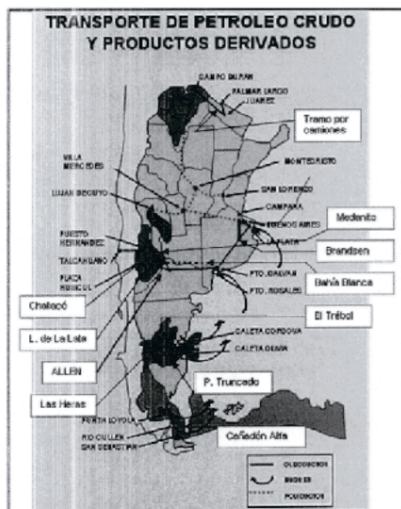 TRANSPORTE DE PETROLEO CRUDO
Y PRODUCTOS DERIVADOS
CAMPO DURAN
PALMAR LARGO
JUAREZ
Tramo por
camiones
VILLA
MERCEDES
MONTECRISTO
LUJAN DE CUYO
SAN LORENZO
CAMPANA
BUENOS AIRES
Medanito
PUESTO
HERNANDEZ
LA PLATA
Brandsen
TALCAHUANO
PLAZA
HUINCUL
PTO. GALVAN
PTO. ROSALES
Bahía Blanca
Challacó
El Trébol
L. de La Lata
CALETA CORDOVA
CALETA OLIVIA
ALLEN
P. Truncado
Las Heras
PUNTA LOYOLA
Cañadón Alfa
RIO CULLEN
SAN SEBASTIAN
OLEODUCTOS
BUQUES
POLIDUCTOS